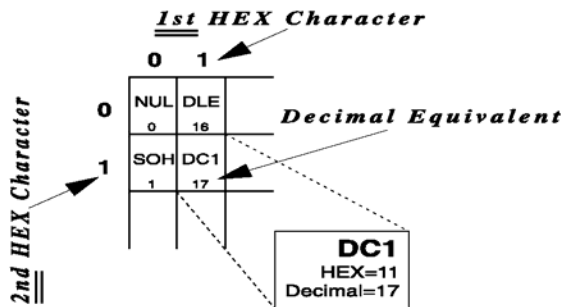 1st HEX Character
0 1
0 NUL DLE
0 16
Decimal Equivalent
1 SOH DC1
1 17
2nd HEX Character
DC1
HEX=11
Decimal=17